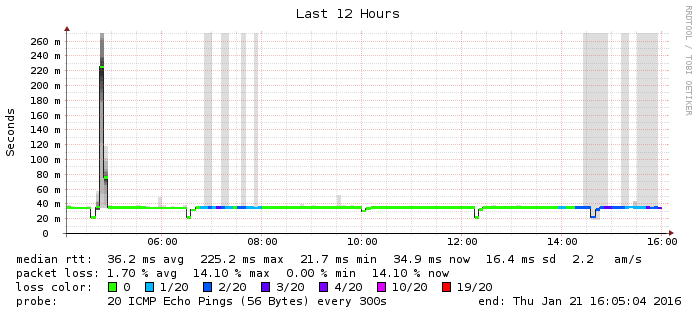 Last 12 Hours
RRDTOOL / TOBI OETIKER
Seconds
260 m
240 m
220 m
200 m
180 m
160 m
140 m
120 m
100 m
80 m
60 m
40 m
20 m
0
06:00 08:00 10:00 12:00 14:00 16:00
median rtt: 36.2 ms avg 225.2 ms max 21.7 ms min 34.9 ms now 16.4 ms sd 2.2 am/s
packet loss: 1.70 % avg 14.10 % max 0.00 % min 14.10 % now
loss color: 0 1/20 2/20 3/20 4/20 10/20 19/20
probe: 20 ICMP Echo Pings (56 Bytes) every 300s end: Thu Jan 21 16:05:04 2016